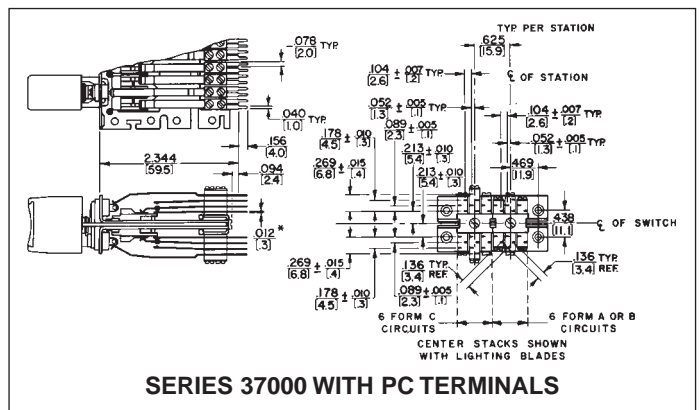 TYP. PER STATION
.625
[15.9]
.078 TYP.
[2.0]
.104 ± .007 TYP.
[2.6] [.2]
℄ OF STATION
.052 ± .005 TYP.
[1.3] [.1]
.104 ± .007 TYP.
[2.6] [.2]
.040
[1.0]
.089 ± .005
[2.3] [.1]
.178 ± .010
[4.5] [.3]
.052 ± .005 TYP.
[1.3] [.1]
.156
[4.0]
.213 ± .010
[5.4] [.3]
2.344
[59.5]
.094
[2.4]
.269 ± .015
[6.8] [.4]
.469
[11.9]
.213 ± .010
[5.4] [.3]
.438
[11.1]
℄ OF SWITCH
.012 *
[.3]
.269 ± .015
[6.8] [.4]
.136 TYP.
[3.4] REF.
.136 TYP.
[3.4] REF.
.178 ± .010
[4.5] [.3]
.089 ± .005
[2.3] [.1]
6 FORM C
CIRCUITS
6 FORM A OR B
CIRCUITS
CENTER STACKS SHOWN
WITH LIGHTING BLADES
SERIES 37000 WITH PC TERMINALS